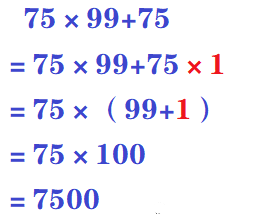 75 × 99+75
= 75 × 99+75 × 1
= 75 × （ 99+1 ）
= 75 × 100
= 7500